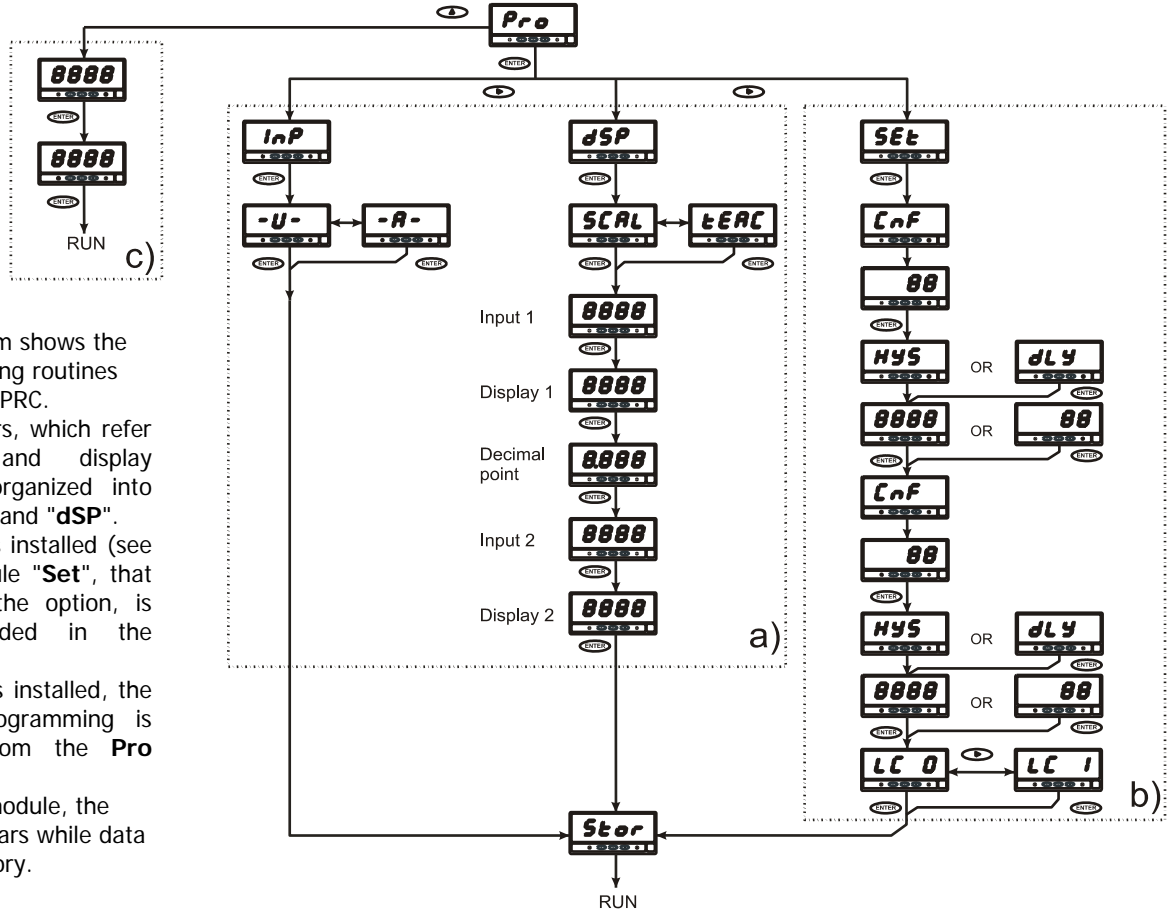 Pro
ENTER
8888
ENTER
8888
ENTER
RUN
c)
InP
ENTER
-U-
-A-
ENTER
ENTER
dSP
ENTER
SCAL
tEAC
ENTER
ENTER
Input 1
8888
ENTER
Display 1
8888
ENTER
Decimal
point
8.888
ENTER
Input 2
8888
ENTER
Display 2
8888
ENTER
a)
SEt
ENTER
CnF
88
ENTER
HYS
OR
dLY
ENTER
8888
OR
88
ENTER
ENTER
CnF
88
ENTER
HYS
OR
dLY
ENTER
8888
OR
88
ENTER
ENTER
LC 0
LC 1
ENTER
ENTER
b)
Stor
RUN
m shows the
ing routines
PRC.
rs, which refer
and display
organized into
and "dSP".
s installed (see
ule "Set", that
the option, is
ded in the
s installed, the
ogramming is
om the Pro
module, the
ars while data
ory.